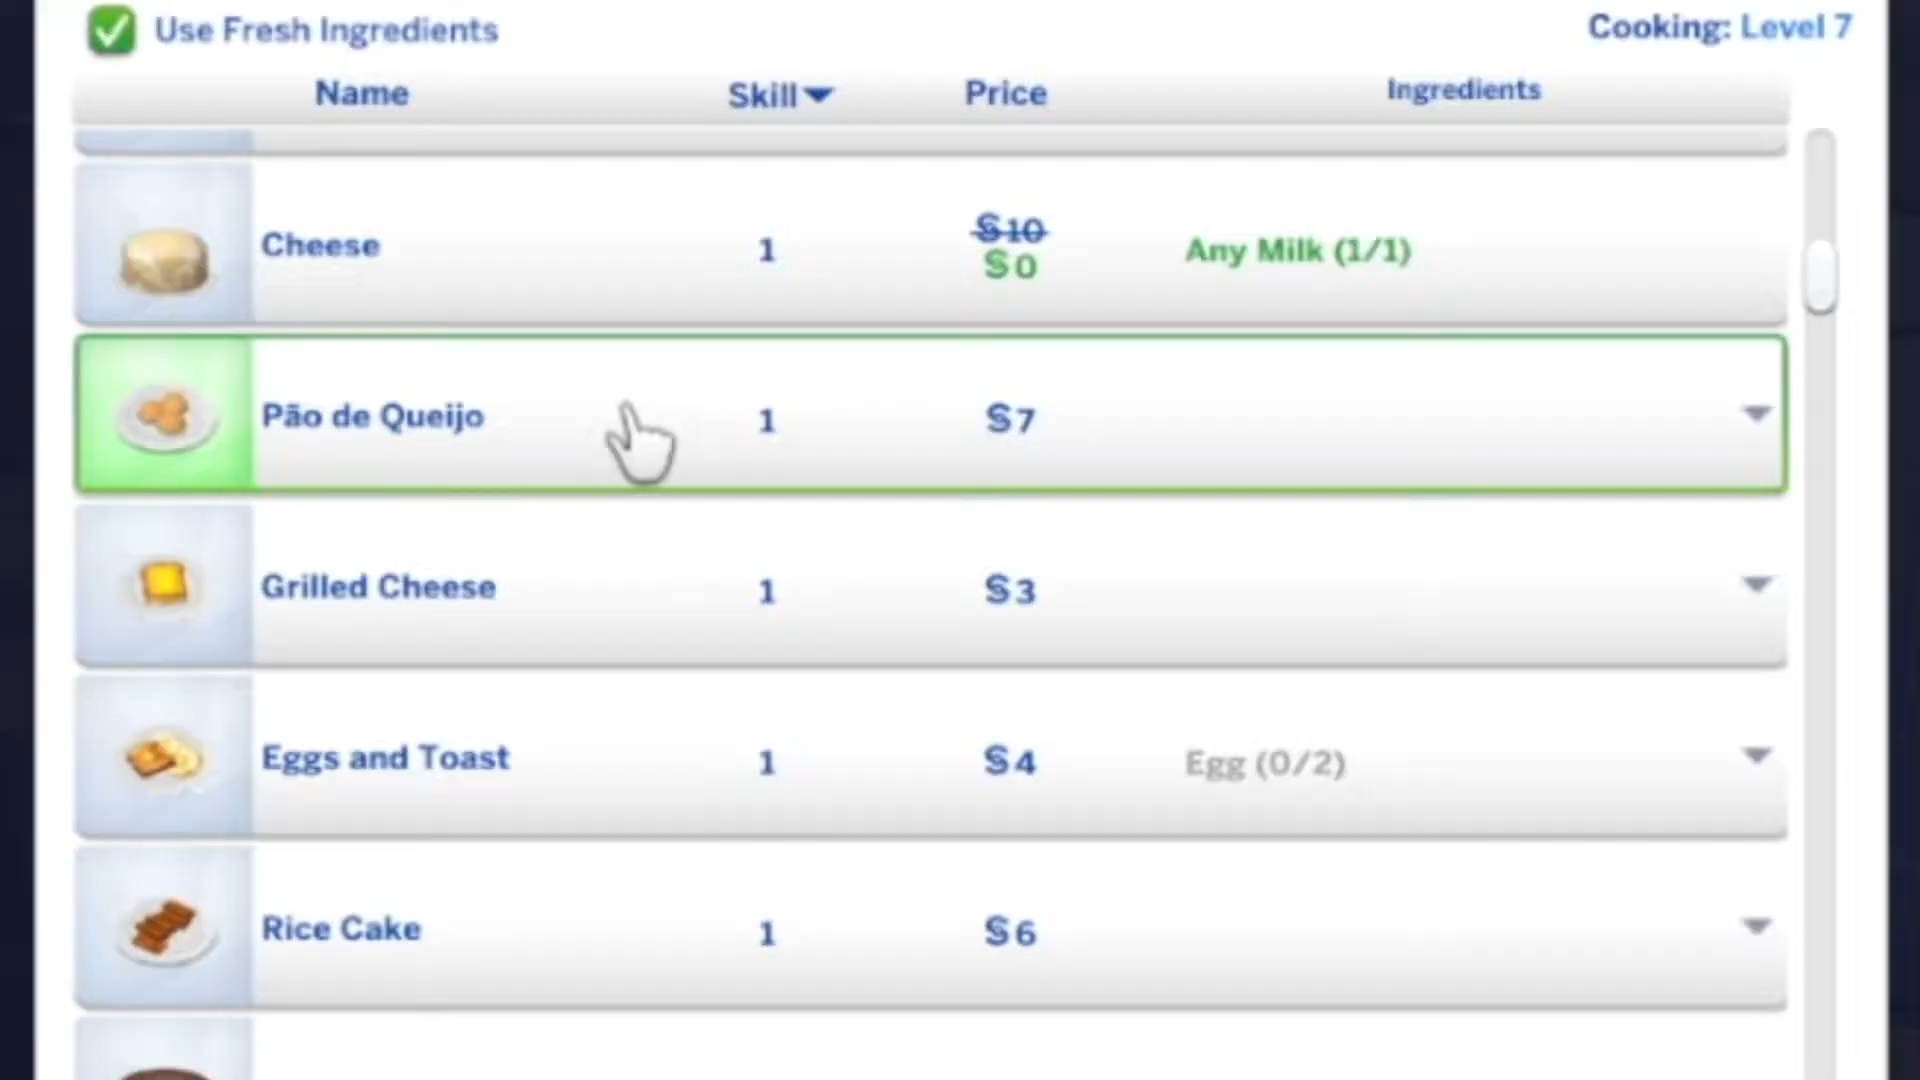 Use Fresh Ingredients
Cooking: Level 7
Name Skill Price Ingredients
Cheese 1 §10 §0 Any Milk (1/1)
Pão de Queijo 1 §7
Grilled Cheese 1 §3
Eggs and Toast 1 §4 Egg (0/2)
Rice Cake 1 §6